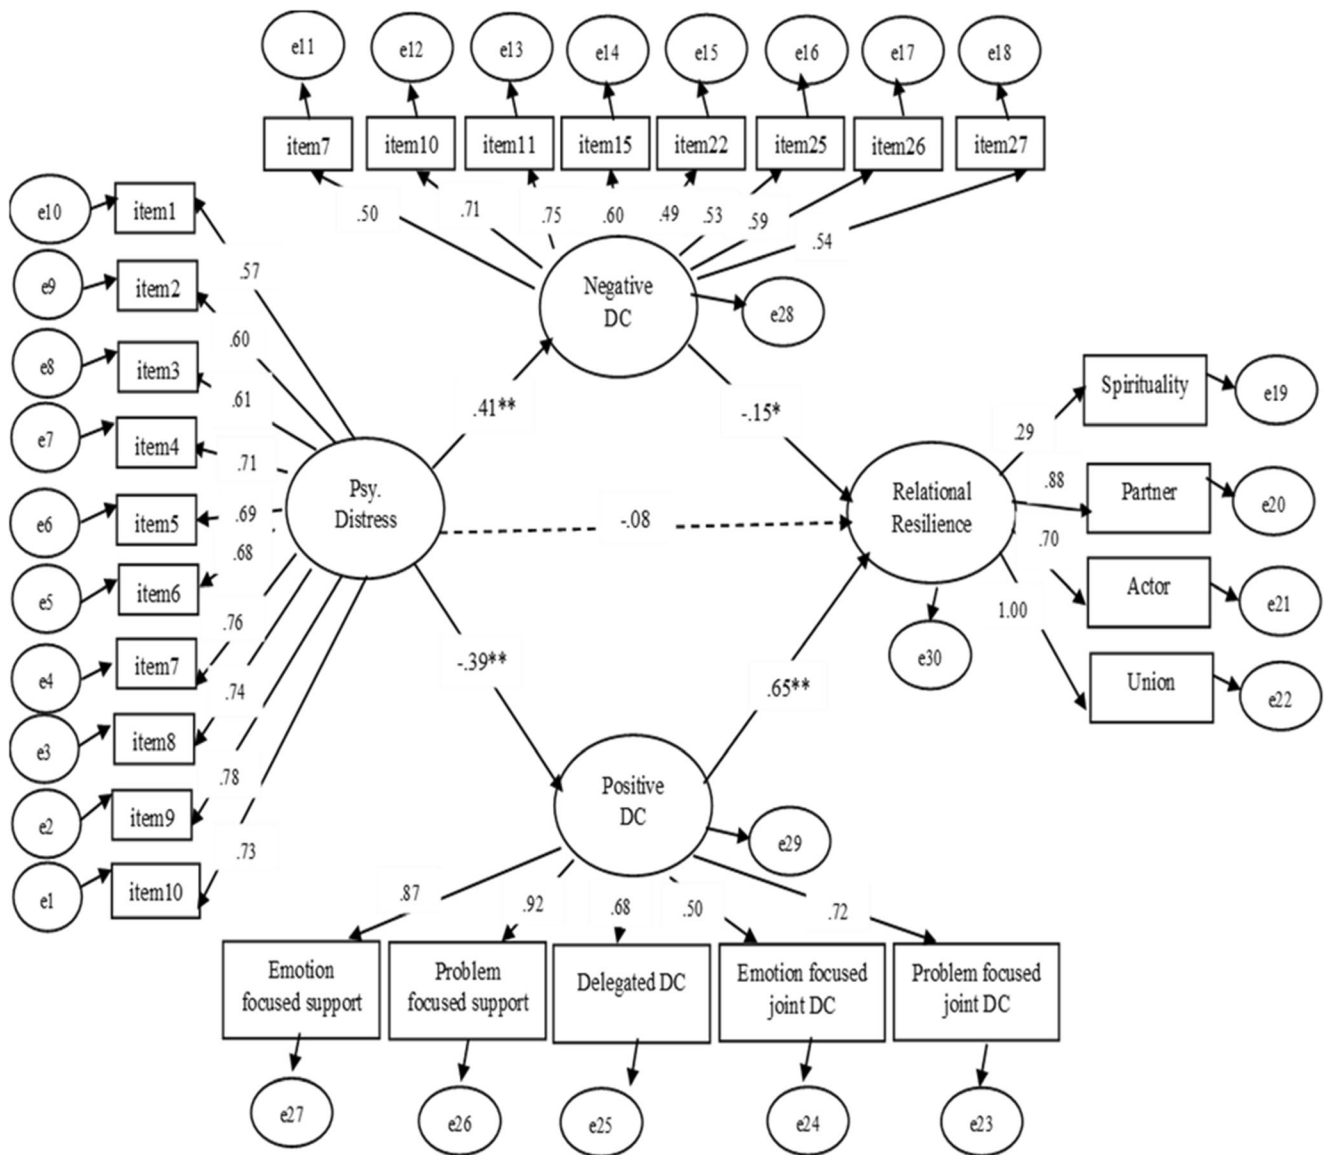 e11
e12
e13
e14
e15
e16
e17
e18
item7
item10
item11
item15
item22
item25
item26
item27
.50
.71
.75
.60
.49
.53
.59
.54
e10
item1
e9
item2
e8
item3
e7
item4
e6
item5
e5
item6
e4
item7
e3
item8
e2
item9
e1
item10
.57
.60
.61
.71
.69
.68
.76
.74
.78
.73
Psy.
Distress
Negative
DC
e28
.41**
-.15*
-.08
-.39**
.65**
Relational
Resilience
e30
.29
.88
.70
1.00
Spirituality
e19
Partner
e20
Actor
e21
Union
e22
Positive
DC
e29
.87
.92
.68
.50
.72
Emotion
focused support
Problem
focused support
Delegated DC
Emotion focused
joint DC
Problem focused
joint DC
e27
e26
e25
e24
e23